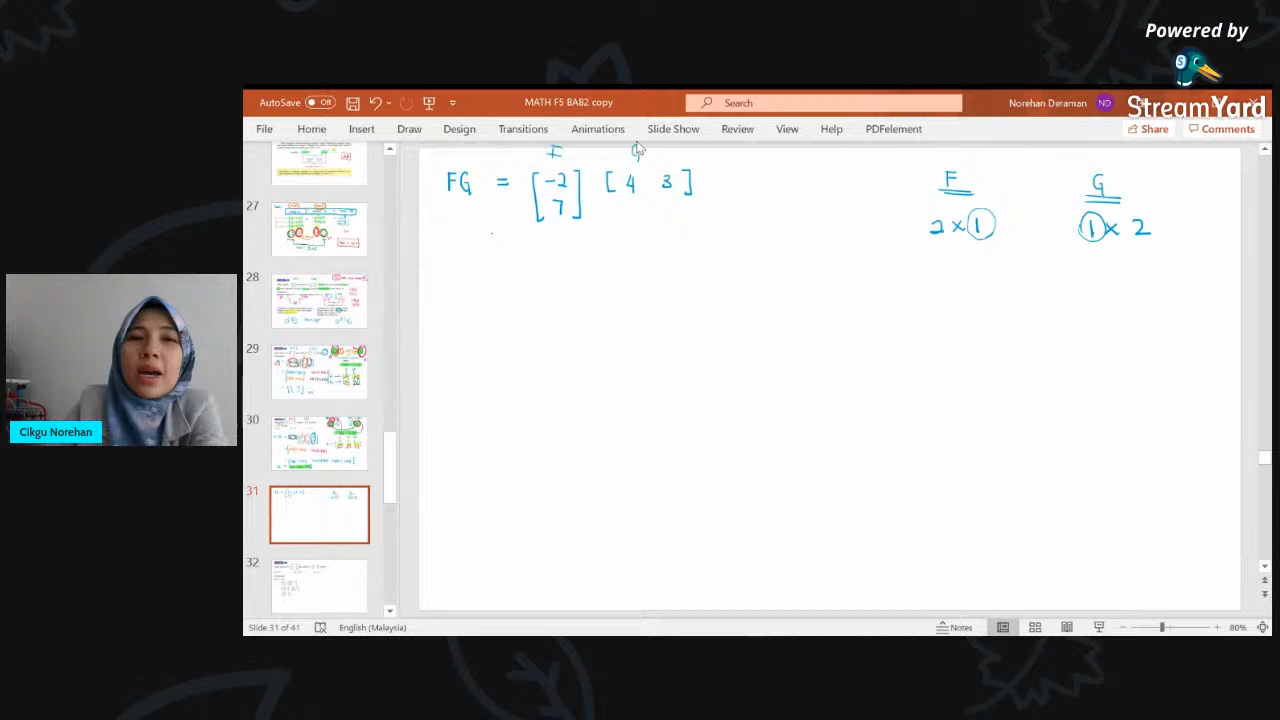 Powered by
StreamYard
AutoSave Off
MATH F5 BAB2 copy
Search
Norehan Deraman
ND
File Home Insert Draw Design Transitions Animations Slide Show Review View Help PDFelement
Share Comments
27
28
29
30
31
32
F G
FG = [-2 7] [4 3]
F G
2 × 1 1 × 2
Cikgu Norehan
Slide 31 of 41 English (Malaysia) Notes 80%